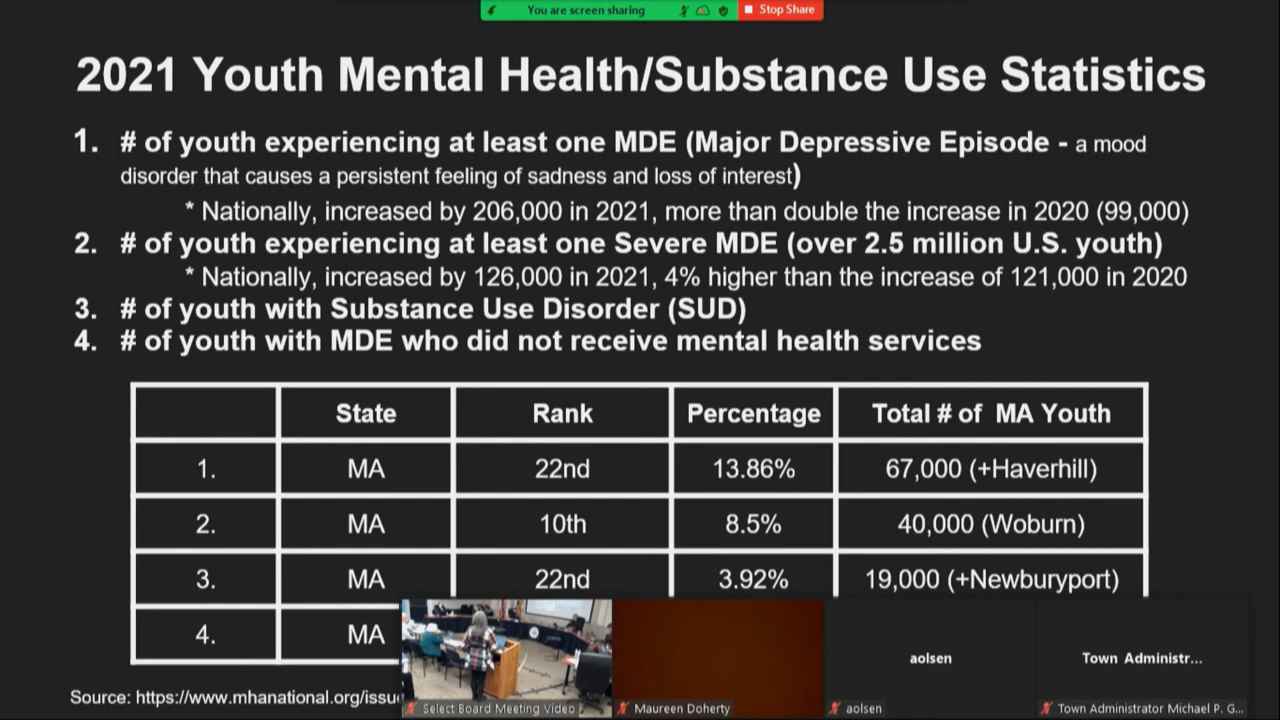 You are screen sharing
Stop Share
2021 Youth Mental Health/Substance Use Statistics
1. # of youth experiencing at least one MDE (Major Depressive Episode - a mood
disorder that causes a persistent feeling of sadness and loss of interest)
* Nationally, increased by 206,000 in 2021, more than double the increase in 2020 (99,000)
2. # of youth experiencing at least one Severe MDE (over 2.5 million U.S. youth)
* Nationally, increased by 126,000 in 2021, 4% higher than the increase of 121,000 in 2020
3. # of youth with Substance Use Disorder (SUD)
4. # of youth with MDE who did not receive mental health services
State Rank Percentage Total # of MA Youth
1. MA 22nd 13.86% 67,000 (+Haverhill)
2. MA 10th 8.5% 40,000 (Woburn)
3. MA 22nd 3.92% 19,000 (+Newburyport)
4. MA
Source: https://www.mhanational.org/issu
aolsen
Town Administr...
Select Board Meeting Video
Maureen Doherty
aolsen
Town Administrator Michael P. G...